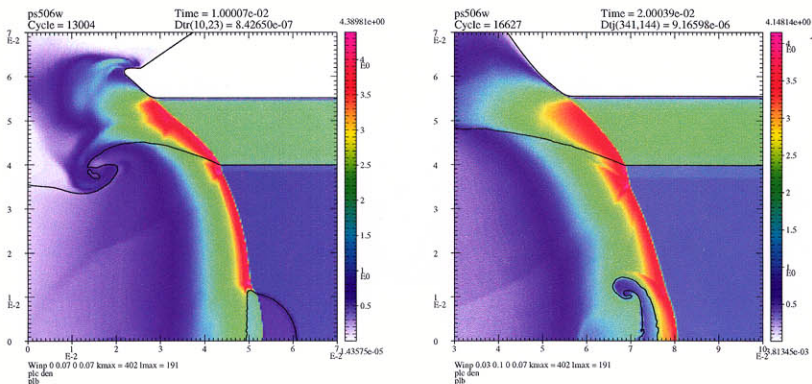 ps506w
Cycle = 13004
Time = 1.00007e-02
Dtr(10,23) = 8.42650e-07
4.38981e+00
7
E-2
6
5
4
3
2
1
E-2
0
0
1
E-2
2
3
4
5
6
7
E-2
4
E0
3.5
3
2.5
2
1.5
1
E0
0.5
1.43575e-05
Winp 0 0.07 0 0.07 kmax = 402 lmax = 191
plc den
plb
ps506w
Cycle = 16627
Time = 2.00039e-02
Dtj(341,144) = 9.16598e-06
4.14814e+00
7
E-2
6
5
4
3
2
1
E-2
0
3
E-2
4
5
6
7
8
9
10
E-2
4
E0
3.5
3
2.5
2
1.5
1
E0
0.5
3.81345e-03
Winp 0.03 0.1 0 0.07 kmax = 402 lmax = 191
plc den
plb